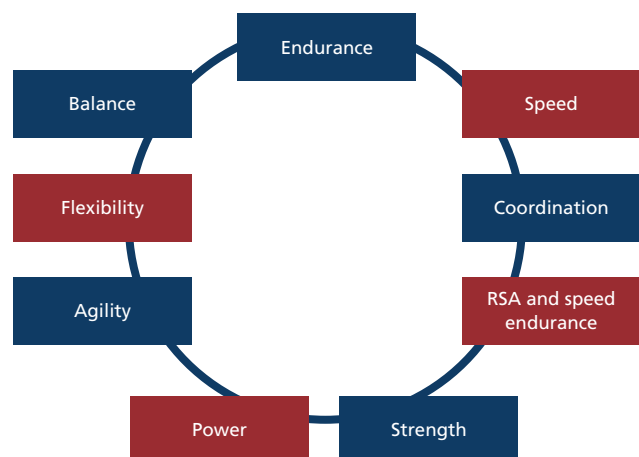 Endurance
Balance
Speed
Flexibility
Coordination
Agility
RSA and speed
endurance
Power
Strength